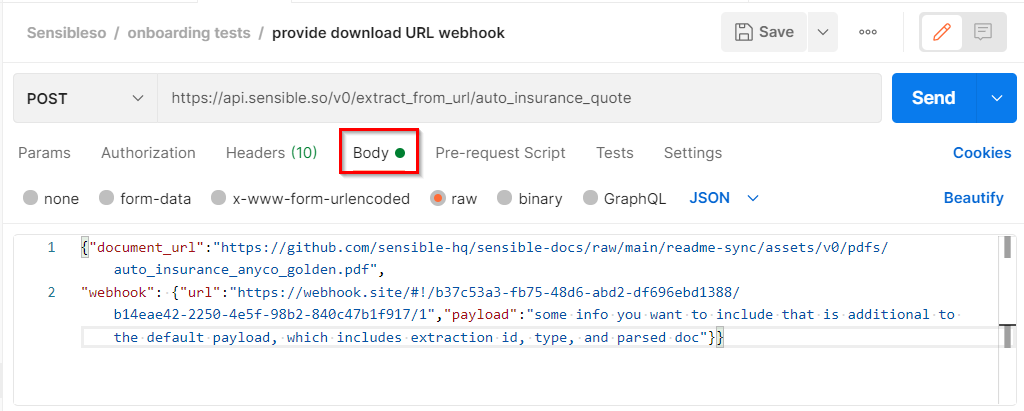 Sensibleso / onboarding tests / provide download URL webhook Save
POST https://api.sensible.so/v0/extract_from_url/auto_insurance_quote Send
Params Authorization Headers (10) Body Pre-request Script Tests Settings Cookies
none form-data x-www-form-urlencoded raw binary GraphQL JSON Beautify
1 {"document_url":"https://github.com/sensible-hq/sensible-docs/raw/main/readme-sync/assets/v0/pdfs/
auto_insurance_anyco_golden.pdf",
2 "webhook": {"url":"https://webhook.site/#!/b37c53a3-fb75-48d6-abd2-df696ebd1388/
b14eae42-2250-4e5f-98b2-840c47b1f917/1","payload":"some info you want to include that is additional to
the default payload, which includes extraction id, type, and parsed doc"}}